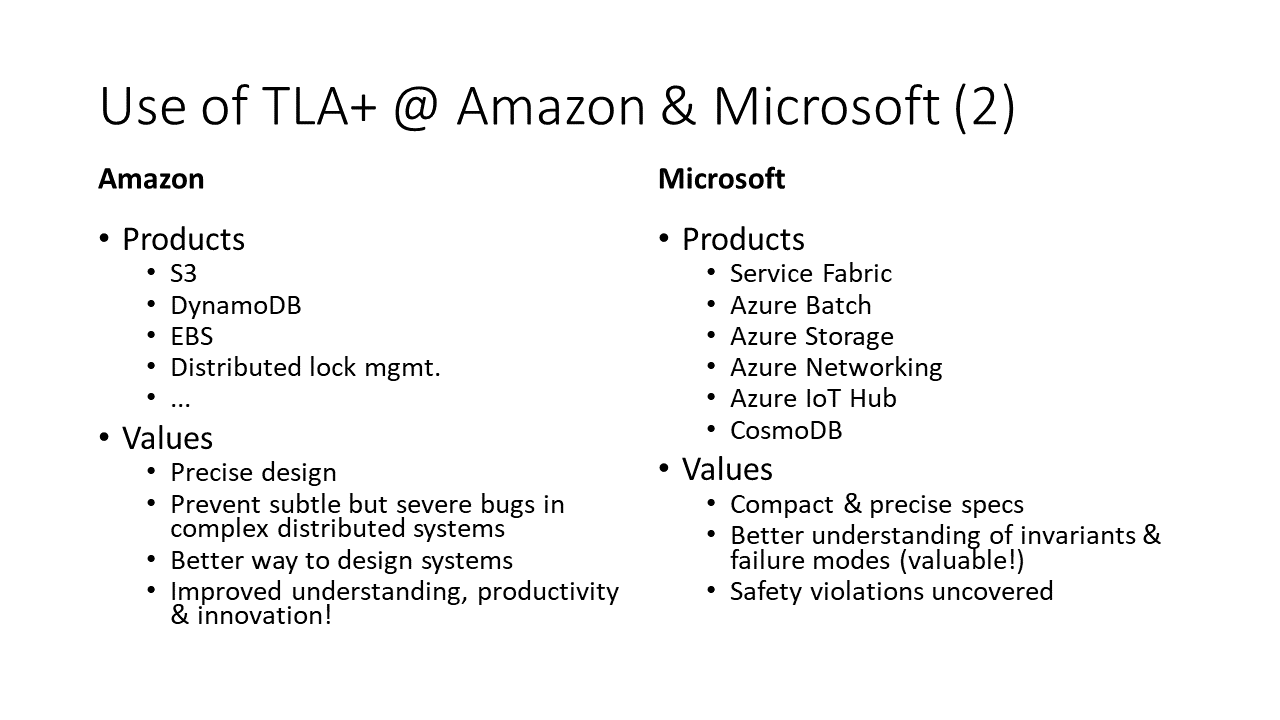 Use of TLA+ @ Amazon & Microsoft (2)
Amazon
• Products
• S3
• DynamoDB
• EBS
• Distributed lock mgmt.
• ...
• Values
• Precise design
• Prevent subtle but severe bugs in
complex distributed systems
• Better way to design systems
• Improved understanding, productivity
& innovation!
Microsoft
• Products
• Service Fabric
• Azure Batch
• Azure Storage
• Azure Networking
• Azure IoT Hub
• CosmoDB
• Values
• Compact & precise specs
• Better understanding of invariants &
failure modes (valuable!)
• Safety violations uncovered